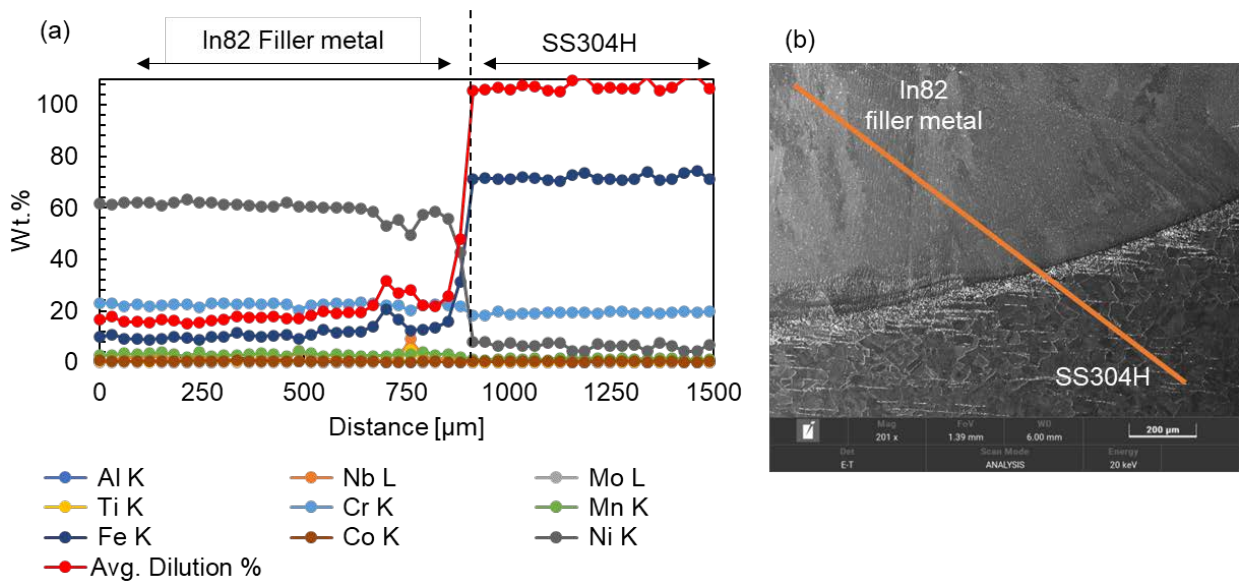 (a)
In82 Filler metal
SS304H
100
80
60
40
20
0
Wt.%
0 250 500 750 1000 1250 1500
Distance [µm]
Al K Nb L Mo L
Ti K Cr K Mn K
Fe K Co K Ni K
Avg. Dilution %
(b)
In82
filler metal
SS304H
Mag FoV WD
201 x 1.39 mm 6.00 mm 200 µm
Det Scan Mode Energy
E-T ANALYSIS 20 keV